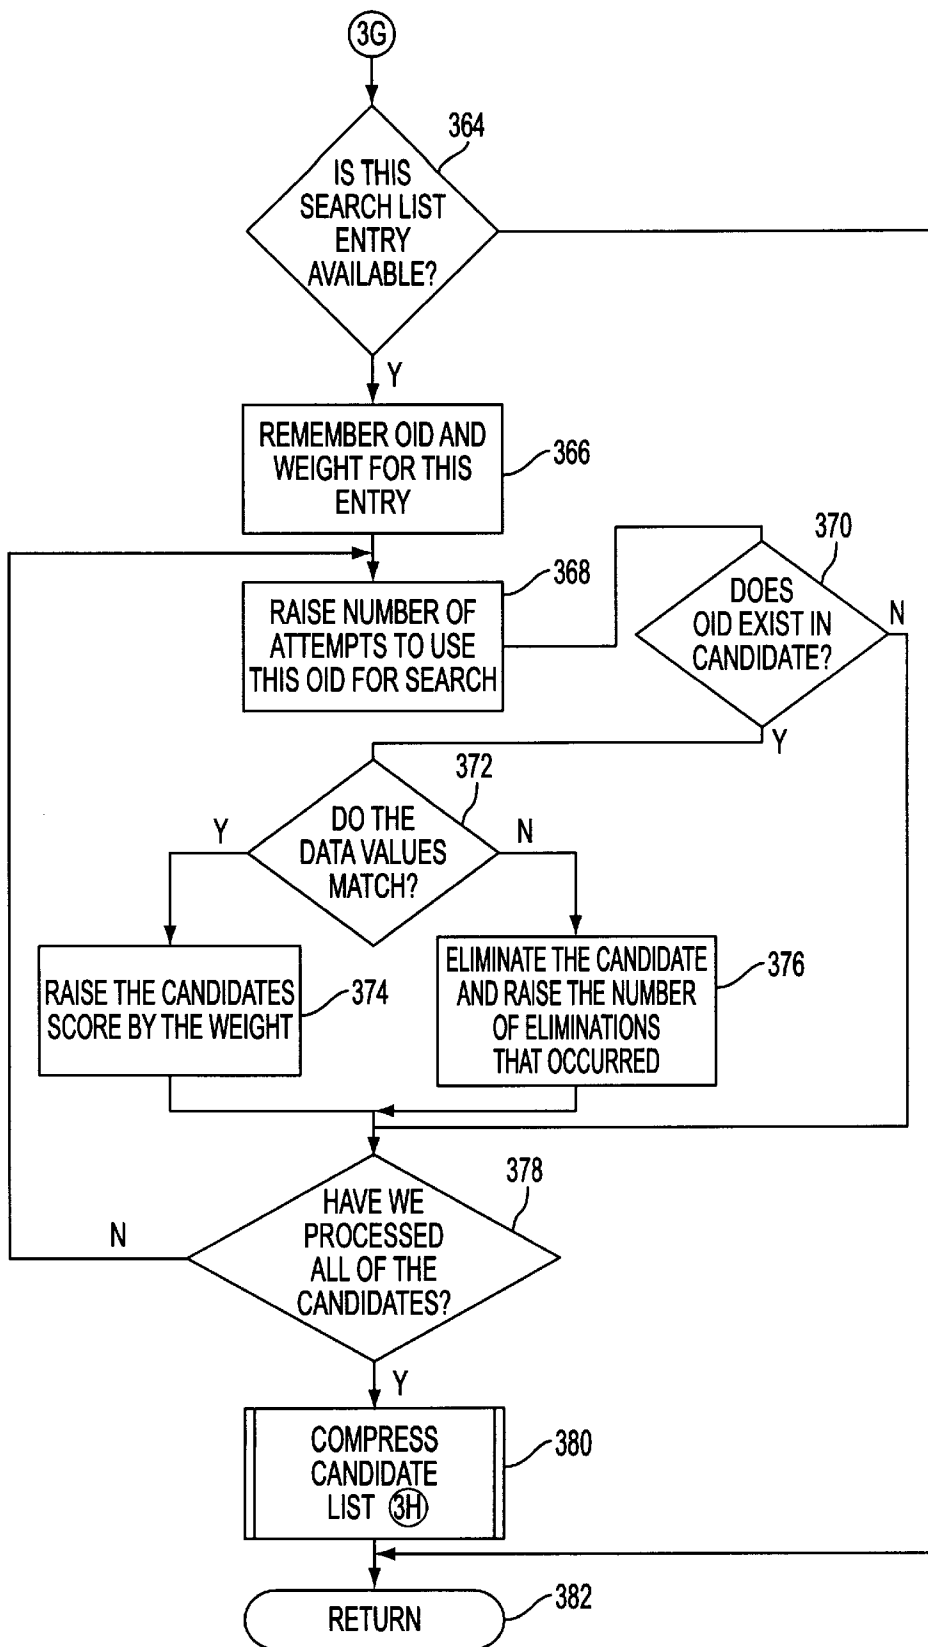 3G
364
IS THIS
SEARCH LIST
ENTRY
AVAILABLE?
Y
REMEMBER OID AND
WEIGHT FOR THIS
ENTRY
366
368
RAISE NUMBER OF
ATTEMPTS TO USE
THIS OID FOR SEARCH
370
DOES
OID EXIST IN
CANDIDATE?
N
Y
372
DO THE
DATA VALUES
MATCH?
Y
N
RAISE THE CANDIDATES
SCORE BY THE WEIGHT
374
ELIMINATE THE CANDIDATE
AND RAISE THE NUMBER
OF ELIMINATIONS
THAT OCCURRED
376
378
HAVE WE
PROCESSED
ALL OF THE
CANDIDATES?
N
Y
COMPRESS
CANDIDATE
LIST 3H
380
RETURN
382